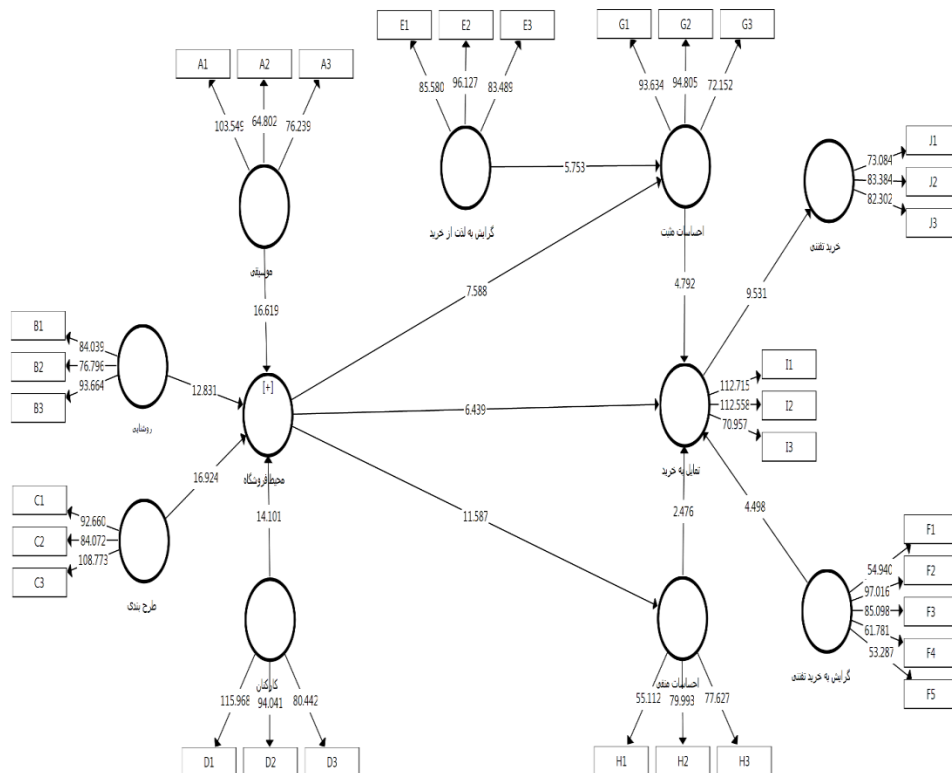 E1 E2 E3
G1 G2 G3
A1 A2 A3
85.580 96.127 83.489
93.634 94.805 72.152
103.549 64.802 76.239
J1
J2
J3
73.084
83.384
82.302
5.753
گرایش به لذت از خرید
احساسات مثبت
خرید تفننی
موسیقی
16.619
7.588
4.792
9.531
B1
B2
B3
84.039
76.796
93.664
12.831
روشنایی
[+]
محیط فروشگاه
6.439
I1
I2
I3
112.715
112.558
70.957
تمایل به خرید
16.924
C1
C2
C3
92.660
84.072
108.773
طرح بندی
14.101
11.587
2.476
4.498
F1
F2
F3
F4
F5
54.940
97.016
85.098
61.781
53.287
گرایش به خرید تفننی
کارکنان
115.968 94.041 80.442
احساسات منفی
55.112 79.993 77.627
D1 D2 D3
H1 H2 H3